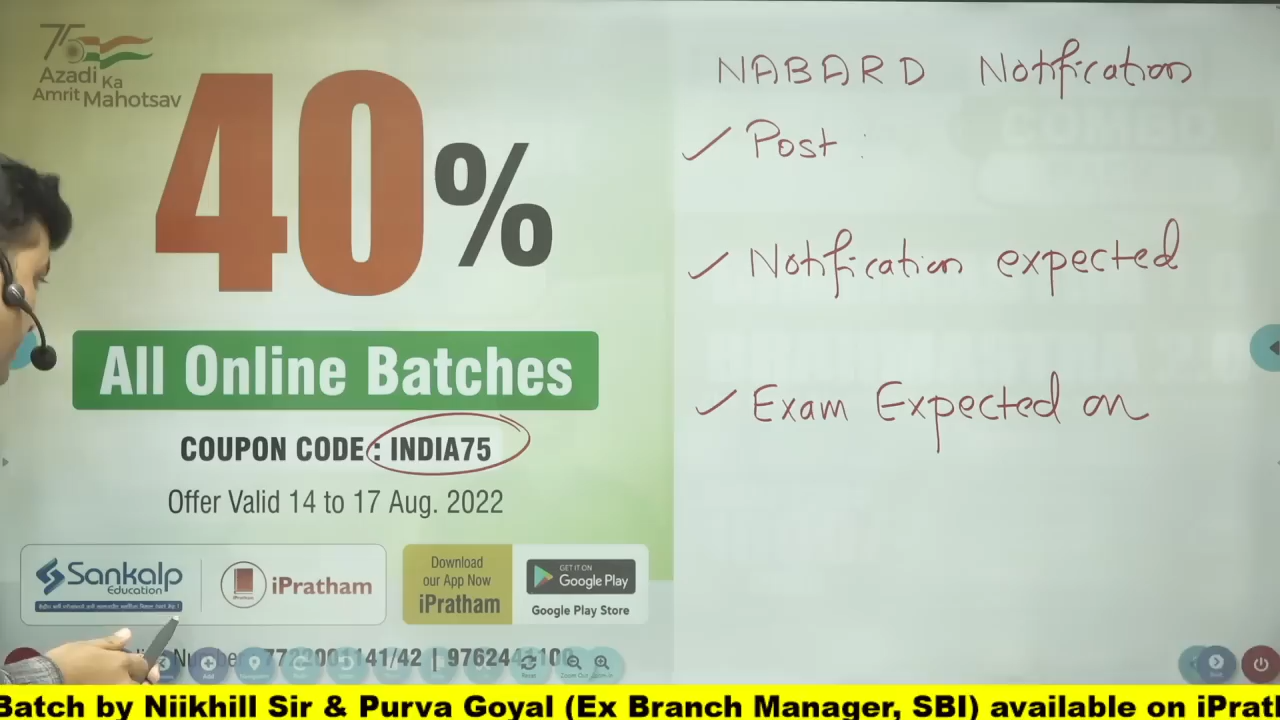 75
Azadi Ka
Amrit Mahotsav
40%
All Online Batches
COUPON CODE : INDIA75
Offer Valid 14 to 17 Aug. 2022
Sankalp
Education
iPratham
Download
our App Now
iPratham
GET IT ON
Google Play
Google Play Store
NABARD Notification
✓ Post :
✓ Notification expected
✓ Exam Expected on
Batch by Niikhill Sir & Purva Goyal (Ex Branch Manager, SBI) available on iPrat